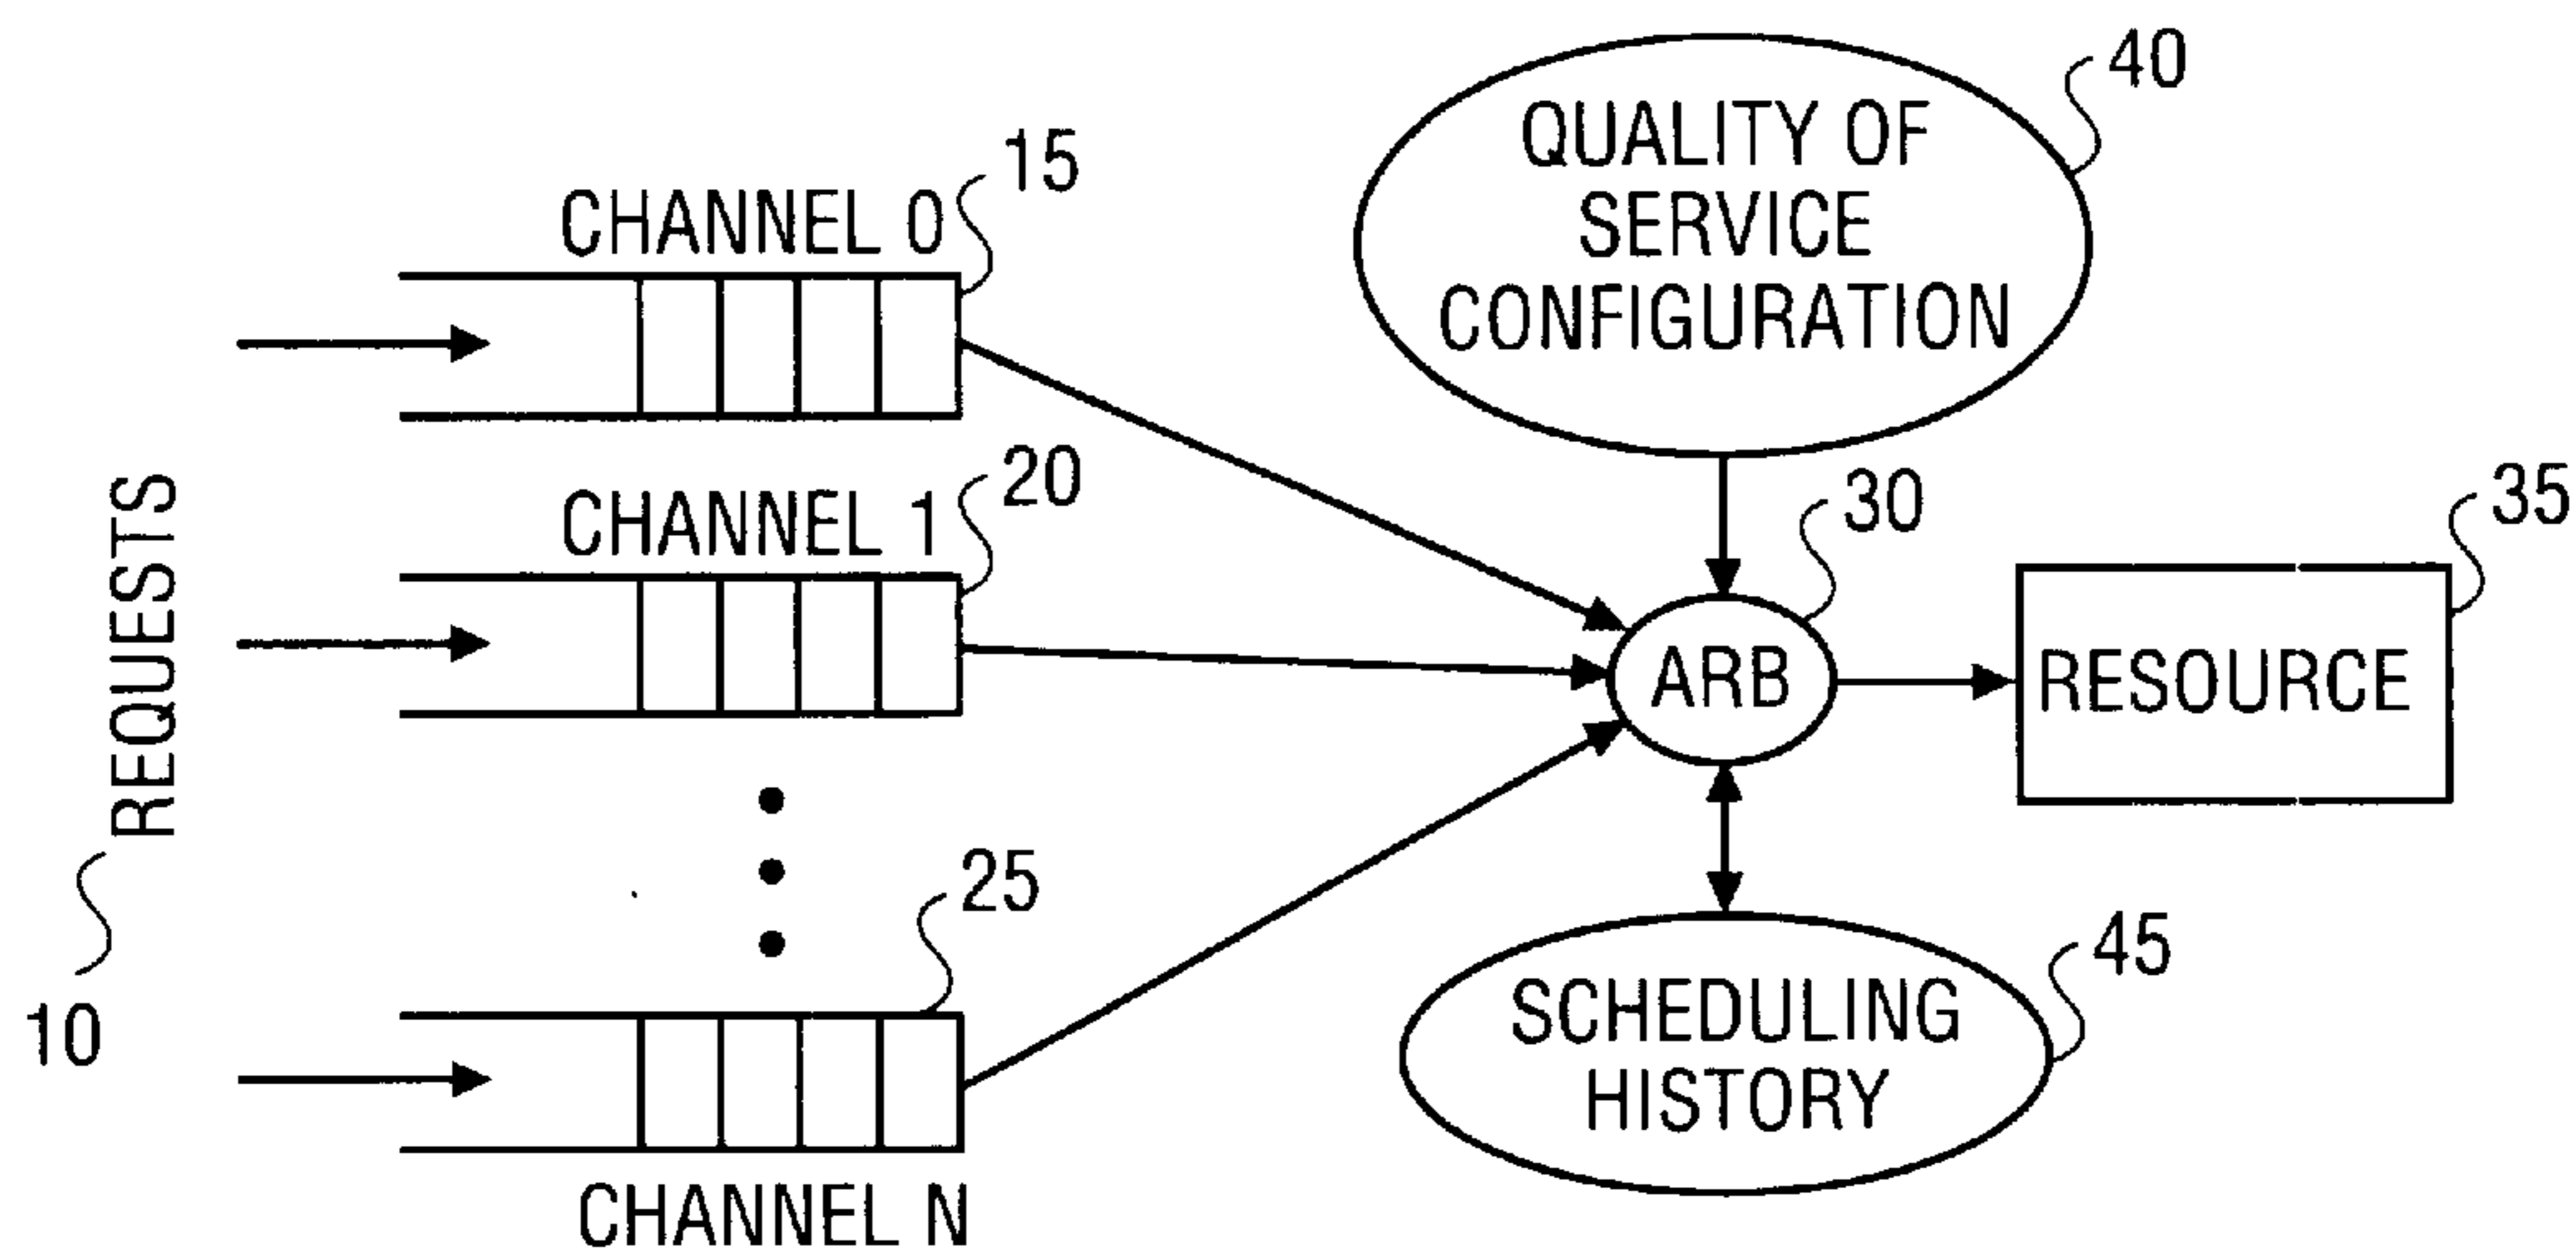 40
QUALITY OF
SERVICE
CONFIGURATION
15
CHANNEL 0
20
CHANNEL 1
30
35
REQUESTS
ARB
RESOURCE
25
45
10
SCHEDULING
HISTORY
CHANNEL N